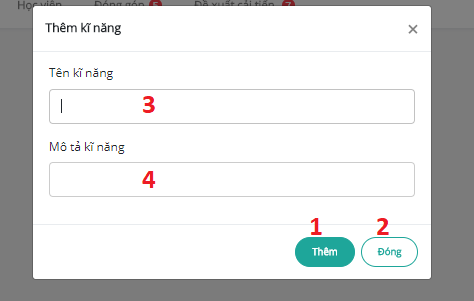 Học viên Đóng góp 5 Đề xuất cải tiến 7
Thêm kĩ năng ×
Tên kĩ năng
3
Mô tả kĩ năng
4
1 2
Thêm Đóng